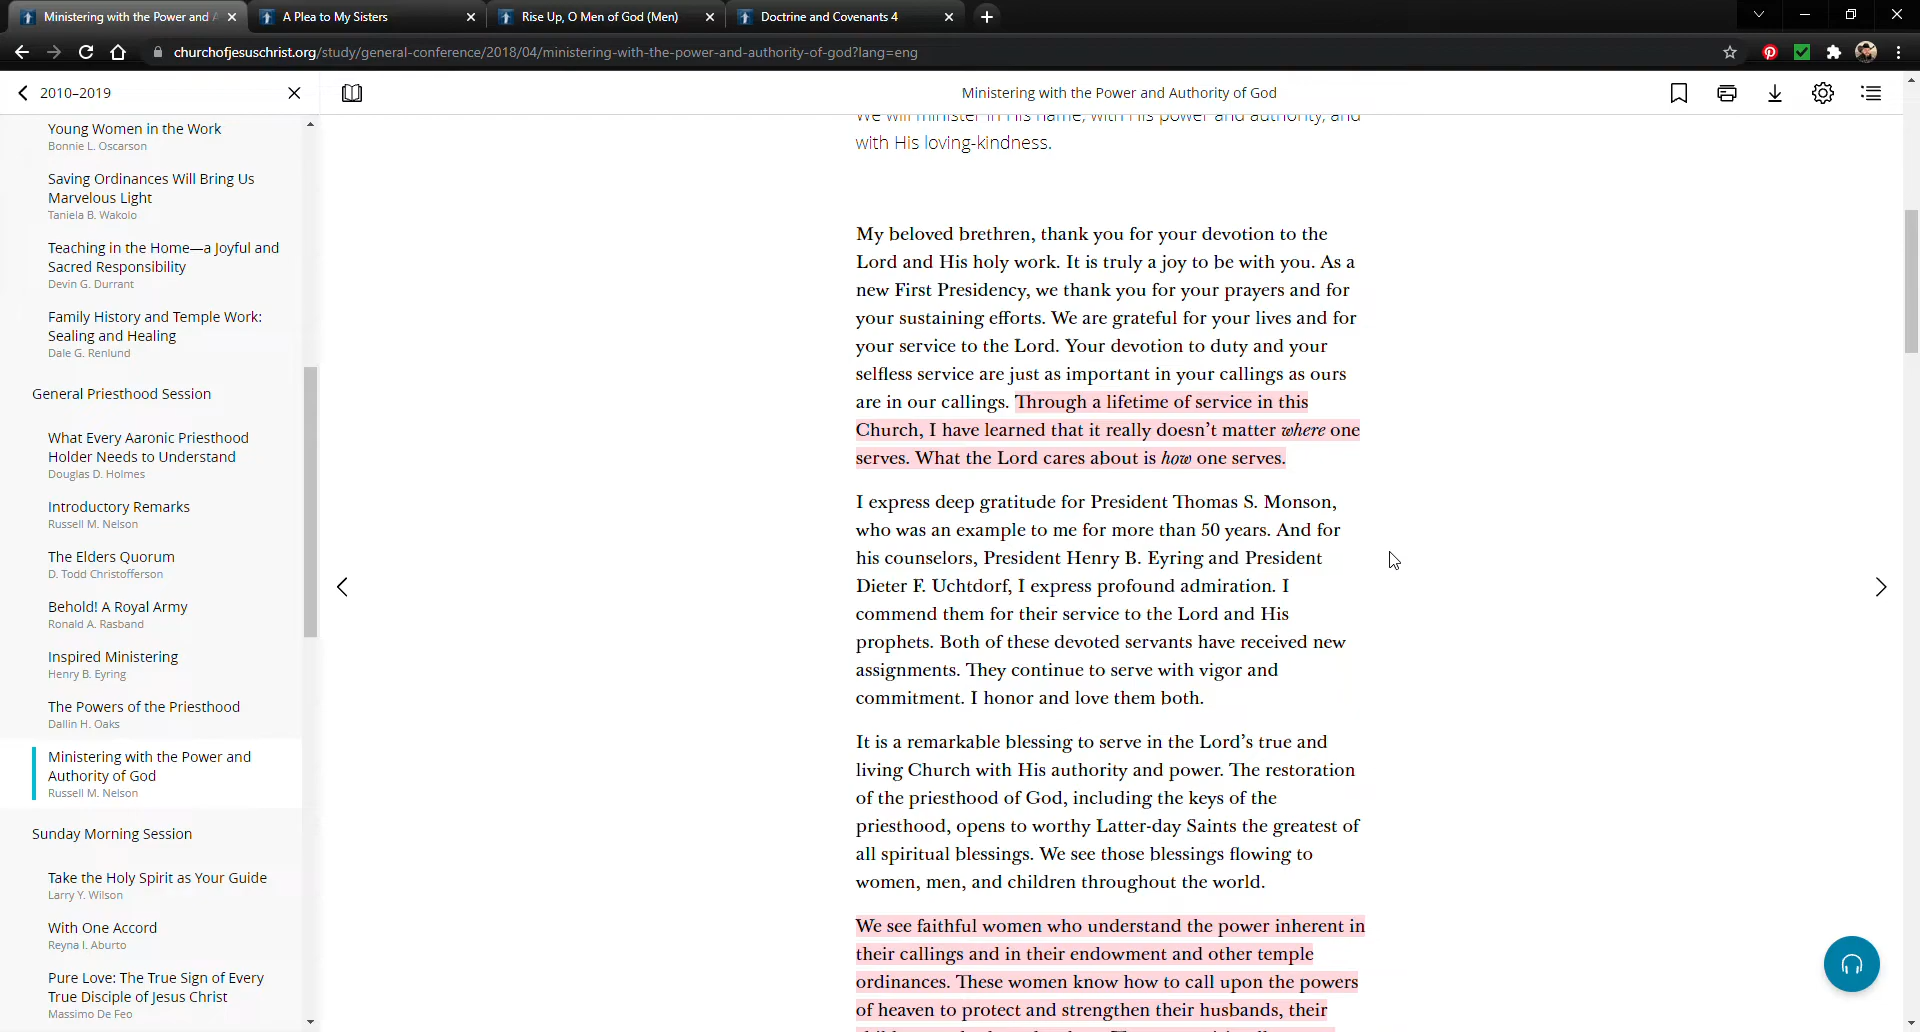 Ministering with the Power and A
A Plea to My Sisters
Rise Up, O Men of God (Men)
Doctrine and Covenants 4
churchofjesuschrist.org/study/general-conference/2018/04/ministering-with-the-power-and-authority-of-god?lang=eng
2010–2019
Ministering with the Power and Authority of God
Young Women in the Work
Bonnie L. Oscarson
Saving Ordinances Will Bring Us
Marvelous Light
Taniela B. Wakolo
Teaching in the Home—a Joyful and
Sacred Responsibility
Devin G. Durrant
Family History and Temple Work:
Sealing and Healing
Dale G. Renlund
General Priesthood Session
What Every Aaronic Priesthood
Holder Needs to Understand
Douglas D. Holmes
Introductory Remarks
Russell M. Nelson
The Elders Quorum
D. Todd Christofferson
Behold! A Royal Army
Ronald A. Rasband
Inspired Ministering
Henry B. Eyring
The Powers of the Priesthood
Dallin H. Oaks
Ministering with the Power and
Authority of God
Russell M. Nelson
Sunday Morning Session
Take the Holy Spirit as Your Guide
Larry Y. Wilson
With One Accord
Reyna I. Aburto
Pure Love: The True Sign of Every
True Disciple of Jesus Christ
Massimo De Feo
We will minister in His name, with His power and authority, and
with His loving-kindness.
My beloved brethren, thank you for your devotion to the
Lord and His holy work. It is truly a joy to be with you. As a
new First Presidency, we thank you for your prayers and for
your sustaining efforts. We are grateful for your lives and for
your service to the Lord. Your devotion to duty and your
selfless service are just as important in your callings as ours
are in our callings. Through a lifetime of service in this
Church, I have learned that it really doesn’t matter where one
serves. What the Lord cares about is how one serves.
I express deep gratitude for President Thomas S. Monson,
who was an example to me for more than 50 years. And for
his counselors, President Henry B. Eyring and President
Dieter F. Uchtdorf, I express profound admiration. I
commend them for their service to the Lord and His
prophets. Both of these devoted servants have received new
assignments. They continue to serve with vigor and
commitment. I honor and love them both.
It is a remarkable blessing to serve in the Lord’s true and
living Church with His authority and power. The restoration
of the priesthood of God, including the keys of the
priesthood, opens to worthy Latter-day Saints the greatest of
all spiritual blessings. We see those blessings flowing to
women, men, and children throughout the world.
We see faithful women who understand the power inherent in
their callings and in their endowment and other temple
ordinances. These women know how to call upon the powers
of heaven to protect and strengthen their husbands, their